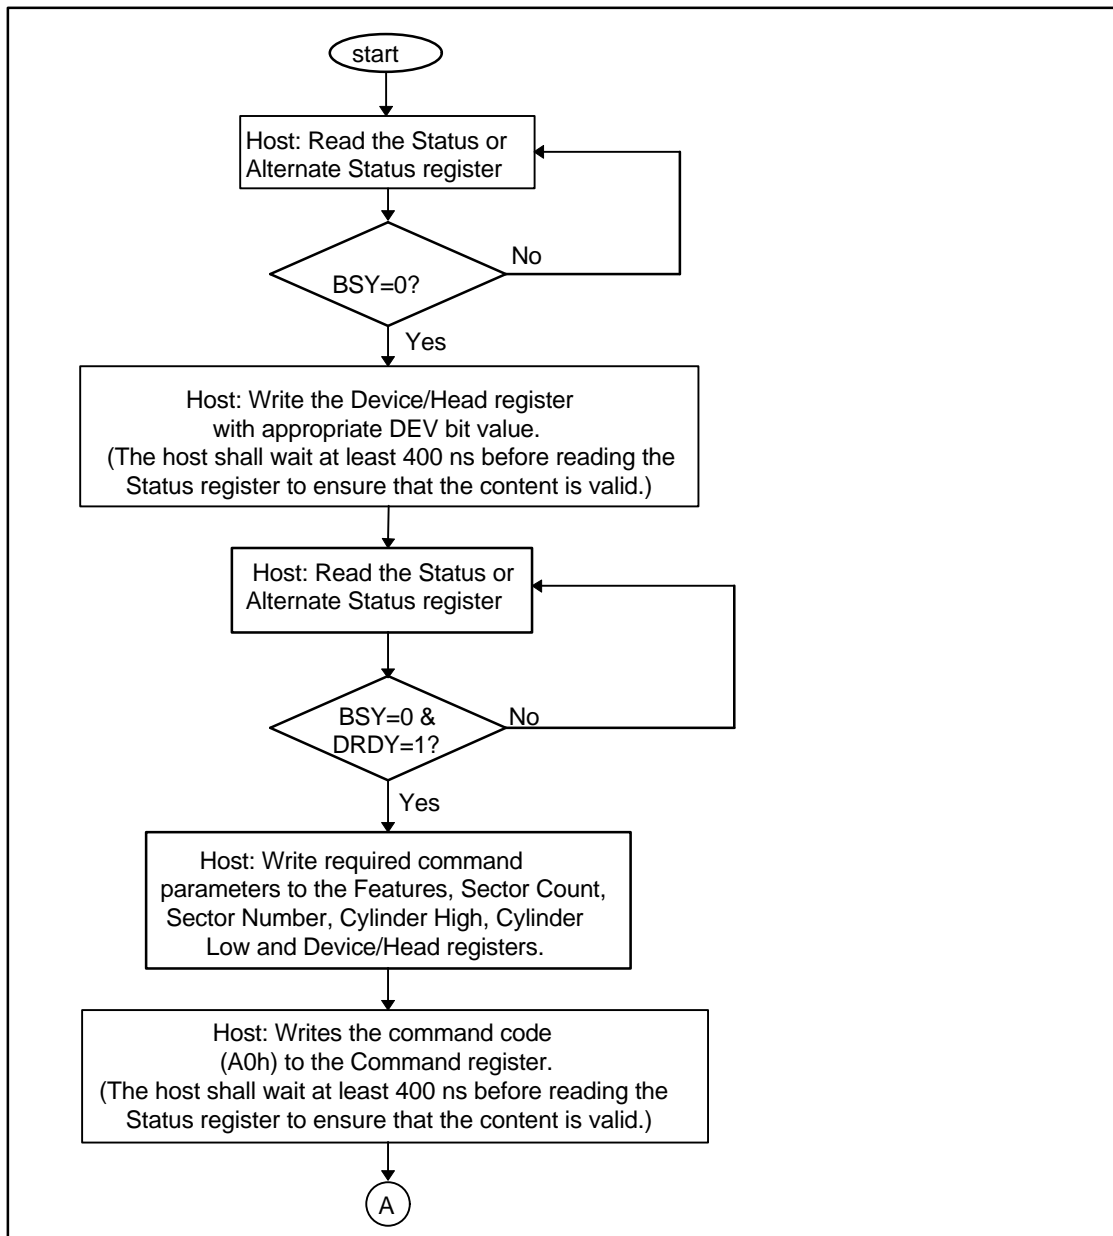 start
Host: Read the Status or
Alternate Status register
No
BSY=0?
Yes
Host: Write the Device/Head register
with appropriate DEV bit value.
(The host shall wait at least 400 ns before reading the
Status register to ensure that the content is valid.)
Host: Read the Status or
Alternate Status register
BSY=0 &
No
DRDY=1?
Yes
Host: Write required command
parameters to the Features, Sector Count,
Sector Number, Cylinder High, Cylinder
Low and Device/Head registers.
Host: Writes the command code
(A0h) to the Command register.
(The host shall wait at least 400 ns before reading the
Status register to ensure that the content is valid.)
A